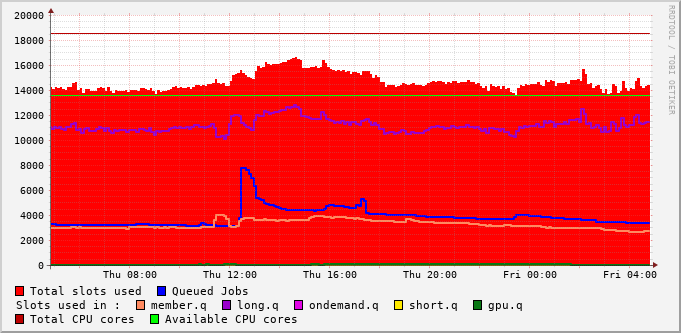 20000
18000
16000
14000
12000
10000
8000
6000
4000
2000
0
RRDTOOL / TOBI OETIKER
Thu 08:00 Thu 12:00 Thu 16:00 Thu 20:00 Fri 00:00 Fri 04:00
Total slots used Queued Jobs
Slots used in : member.q long.q ondemand.q short.q gpu.q
Total CPU cores Available CPU cores